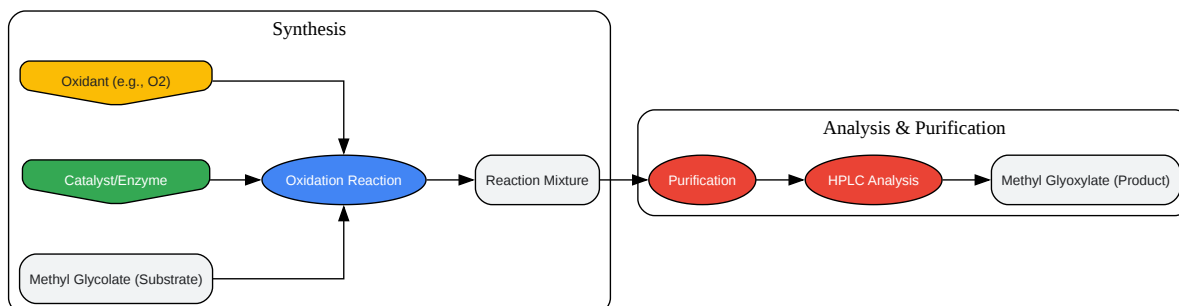 Synthesis
Oxidant (e.g., O2)
Catalyst/Enzyme
Methyl Glycolate (Substrate)
Oxidation Reaction
Reaction Mixture
Analysis & Purification
Purification
HPLC Analysis
Methyl Glyoxylate (Product)